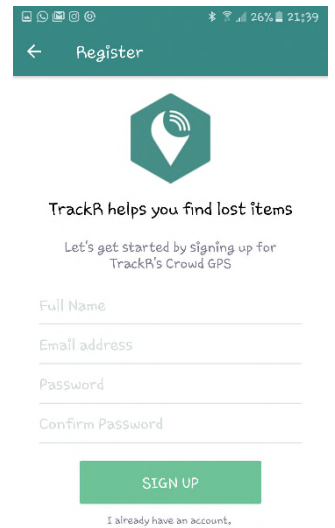 26% 21:39
Register
TrackR helps you find lost items
Let's get started by signing up for
TrackR's Crowd GPS
Full Name
Email address
Password
Confirm Password
SIGN UP
I already have an account,